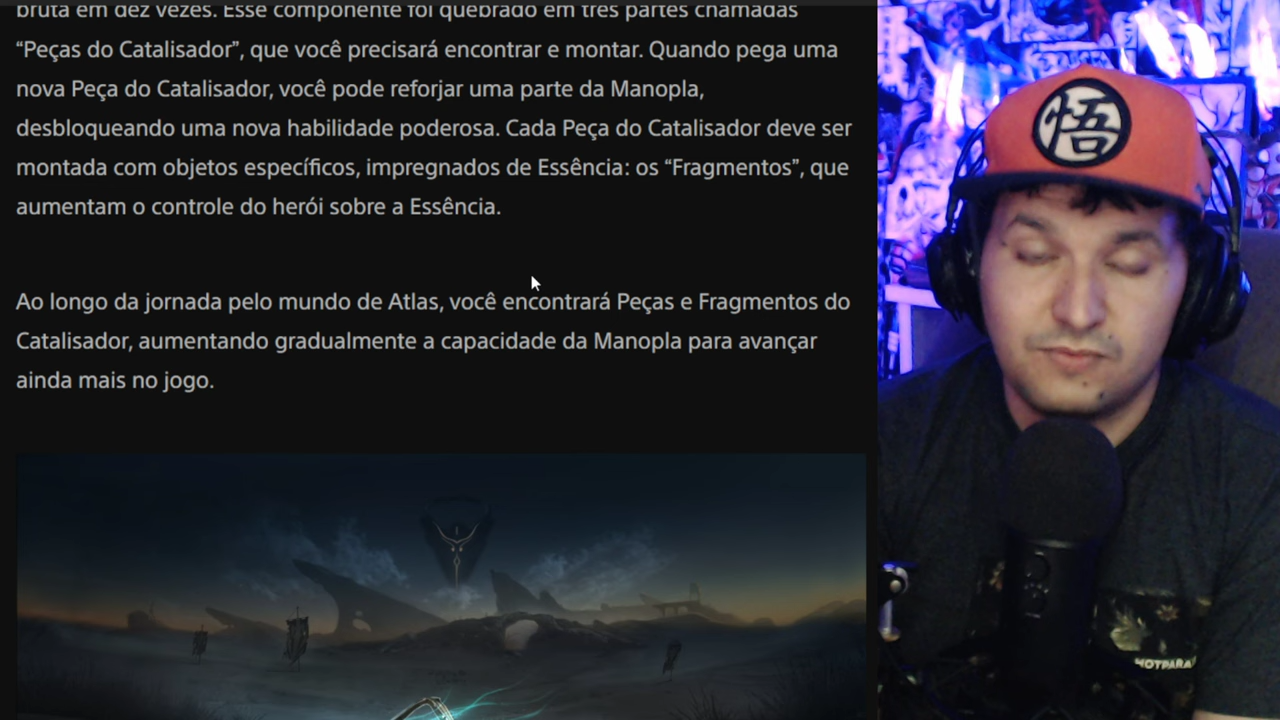 bruta em dez vezes. Esse componente foi quebrado em três partes chamadas
“Peças do Catalisador”, que você precisará encontrar e montar. Quando pega uma
nova Peça do Catalisador, você pode reforjar uma parte da Manopla,
desbloqueando uma nova habilidade poderosa. Cada Peça do Catalisador deve ser
montada com objetos específicos, impregnados de Essência: os “Fragmentos”, que
aumentam o controle do herói sobre a Essência.
Ao longo da jornada pelo mundo de Atlas, você encontrará Peças e Fragmentos do
Catalisador, aumentando gradualmente a capacidade da Manopla para avançar
ainda mais no jogo.
悟
HOTPARA